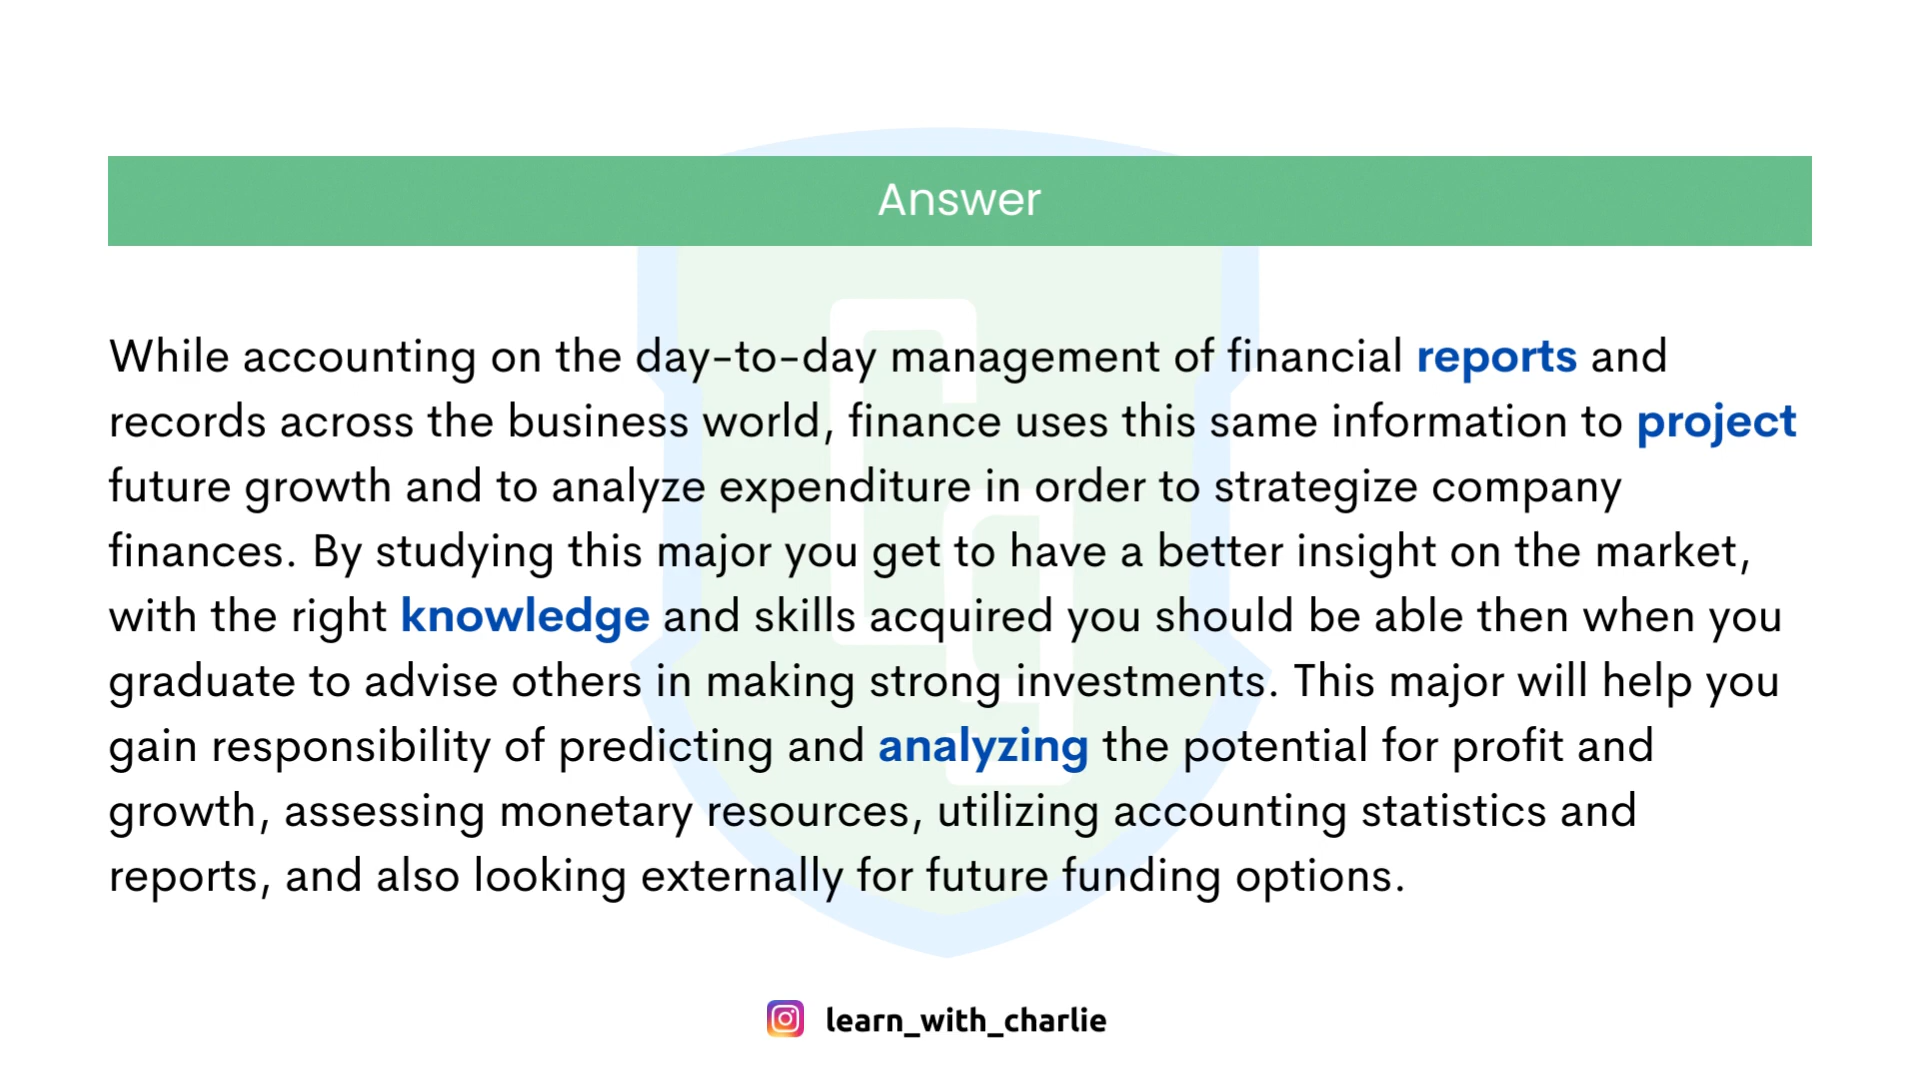 Answer
While accounting on the day-to-day management of financial reports and
records across the business world, finance uses this same information to project
future growth and to analyze expenditure in order to strategize company
finances. By studying this major you get to have a better insight on the market,
with the right knowledge and skills acquired you should be able then when you
graduate to advise others in making strong investments. This major will help you
gain responsibility of predicting and analyzing the potential for profit and
growth, assessing monetary resources, utilizing accounting statistics and
reports, and also looking externally for future funding options.
learn_with_charlie